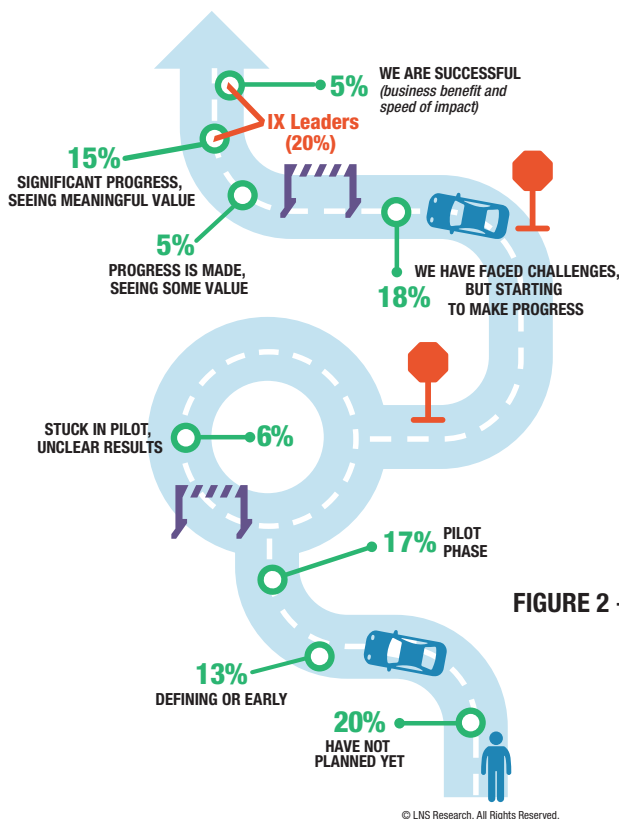 5%
WE ARE SUCCESSFUL
(business benefit and
speed of impact)
IX Leaders
(20%)
15%
SIGNIFICANT PROGRESS,
SEEING MEANINGFUL VALUE
5%
PROGRESS IS MADE,
SEEING SOME VALUE
18%
WE HAVE FACED CHALLENGES,
BUT STARTING
TO MAKE PROGRESS
STUCK IN PILOT,
UNCLEAR RESULTS
6%
17%
PILOT
PHASE
FIGURE 2 -
13%
DEFINING OR EARLY
20%
HAVE NOT
PLANNED YET
© LNS Research. All Rights Reserved.